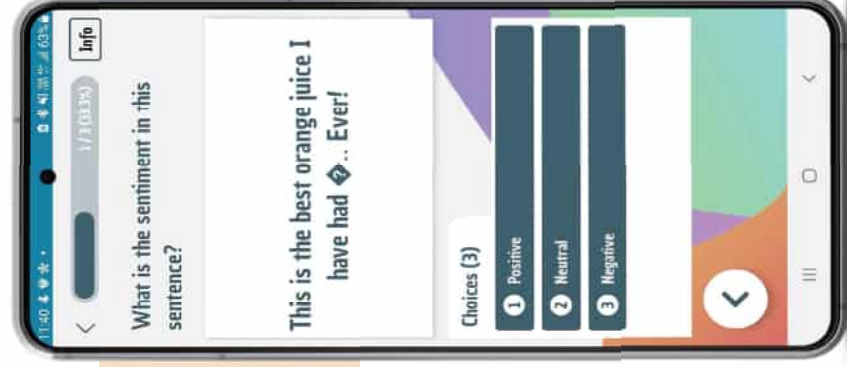 11:40
63%
1 / 3 (33.3%)
Info
What is the sentiment in this
sentence?
This is the best orange juice I
have had �.. Ever!
Choices (3)
1 Positive
2 Neutral
3 Negative